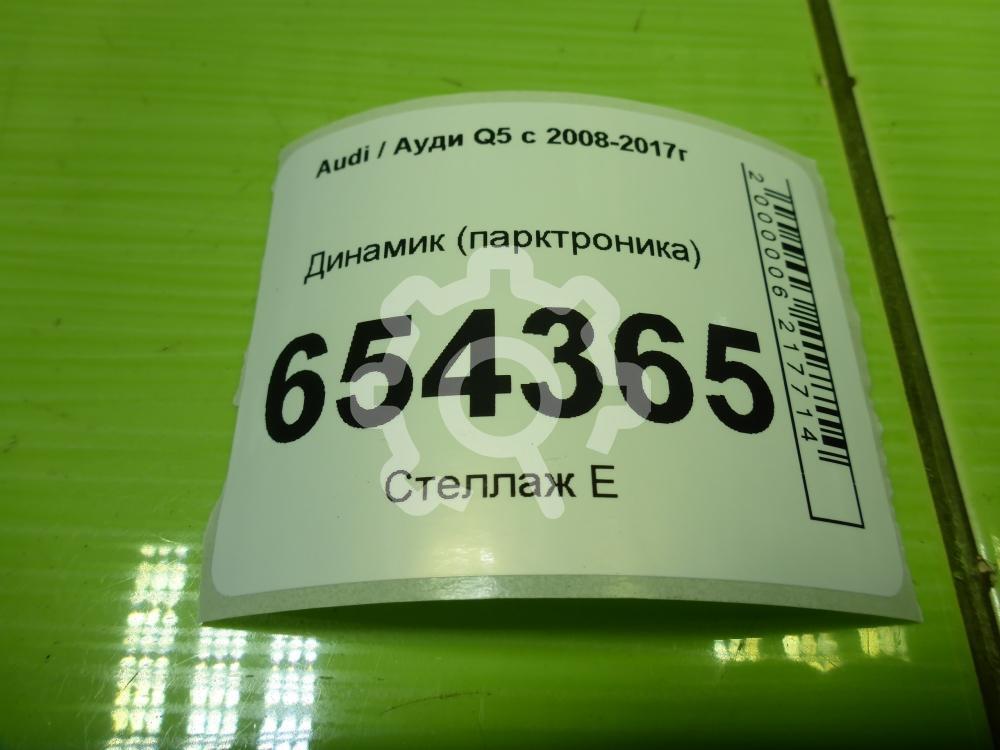 Audi / Ауди Q5 с 2008-2017г
Динамик (парктроника)
654365
Стеллаж Е
2000006217714